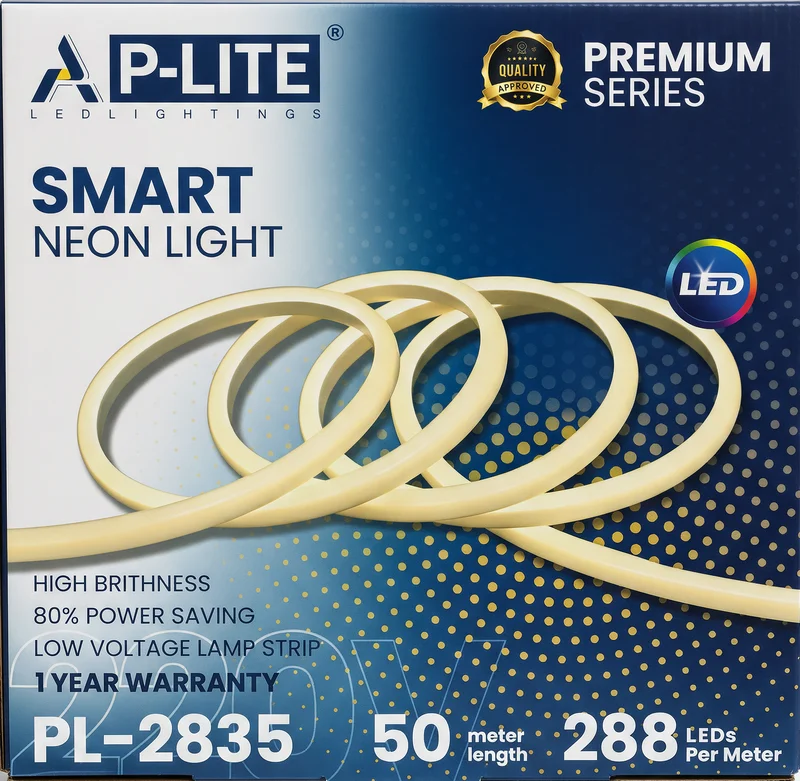 AP-LITE®
LEDLIGHTINGS
QUALITY
APPROVED
PREMIUM
SERIES
SMART
NEON LIGHT
LED
HIGH BRITHNESS
80% POWER SAVING
LOW VOLTAGE LAMP STRIP
1 YEAR WARRANTY
220V
PL-2835
50 meter length
288 LEDs Per Meter